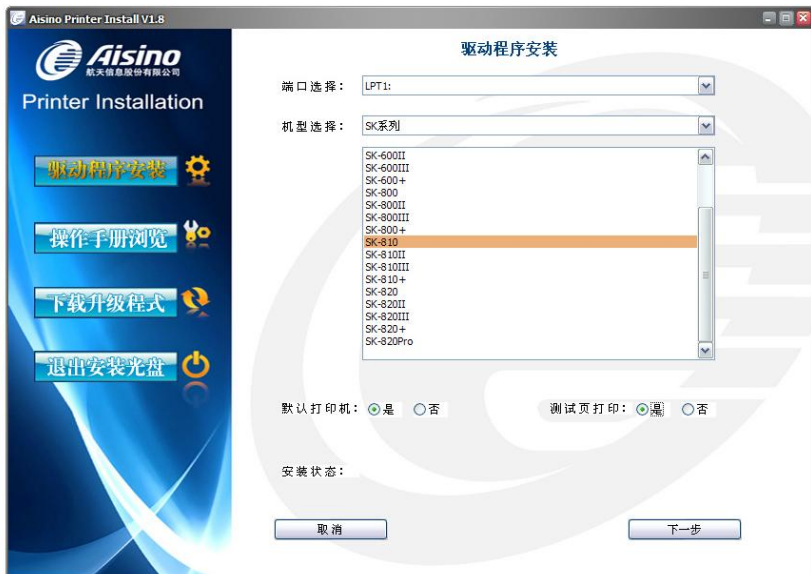 Aisino Printer Install V1.8
Aisino
航天信息股份有限公司
Printer Installation
驱动程序安装
操作手册浏览
下载升级程式
退出安装光盘
驱动程序安装
端口选择： LPT1:
机型选择： SK系列
SK-600II
SK-600III
SK-600+
SK-800
SK-800II
SK-800III
SK-800+
SK-810
SK-810II
SK-810III
SK-810+
SK-820
SK-820II
SK-820III
SK-820+
SK-820Pro
默认打印机： 是 否 测试页打印： 是 否
安装状态：
取消 下一步